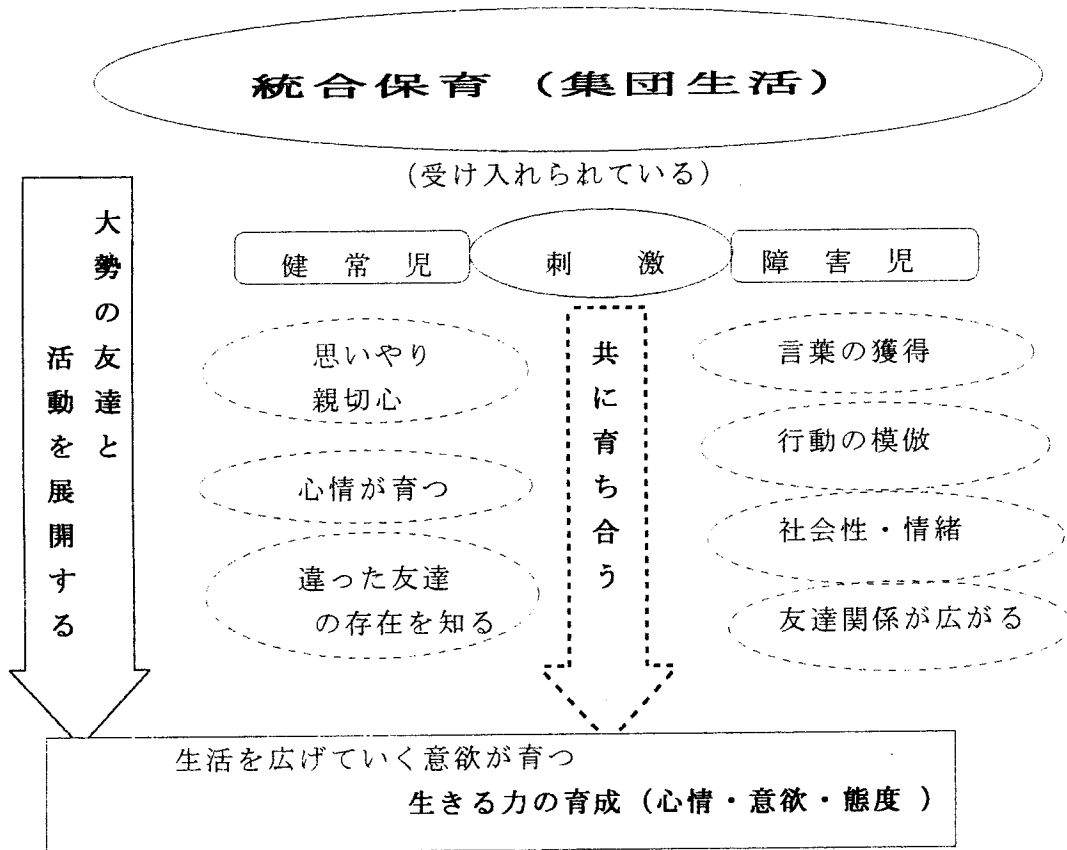 統合保育(集団生活)
(受け入れられている)
大勢の友達と
活動を展開する
健常児
刺激
障害児
思いやり
親切心
心情が育つ
違った友達
の存在を知る
共に育ち合う
言葉の獲得
行動の模倣
社会性・情緒
友達関係が広がる
生活を広げていく意欲が育つ
生きる力の育成(心情・意欲・態度)